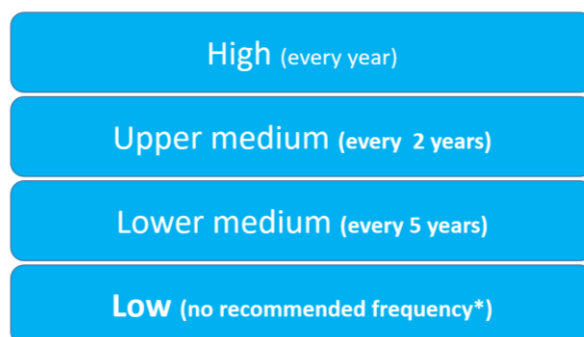 High (every year)
Upper medium (every 2 years)
Lower medium (every 5 years)
Low (no recommended frequency*)